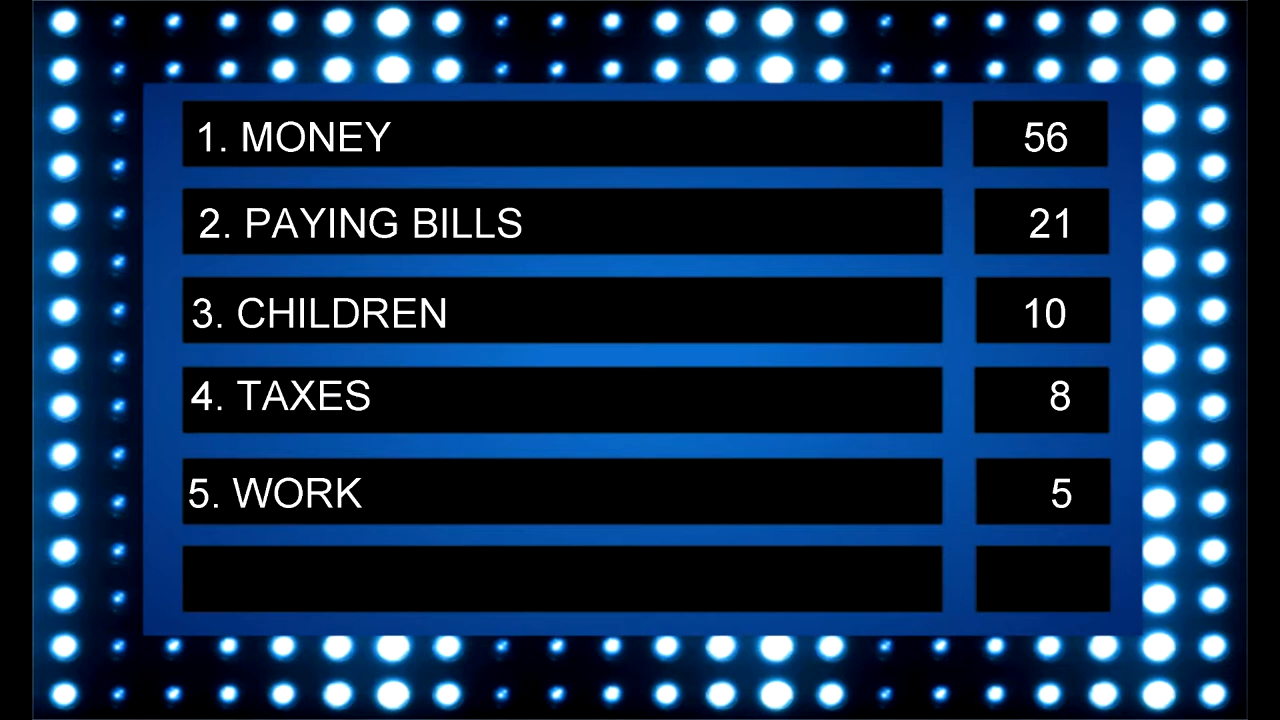 1. MONEY 56
2. PAYING BILLS 21
3. CHILDREN 10
4. TAXES 8
5. WORK 5